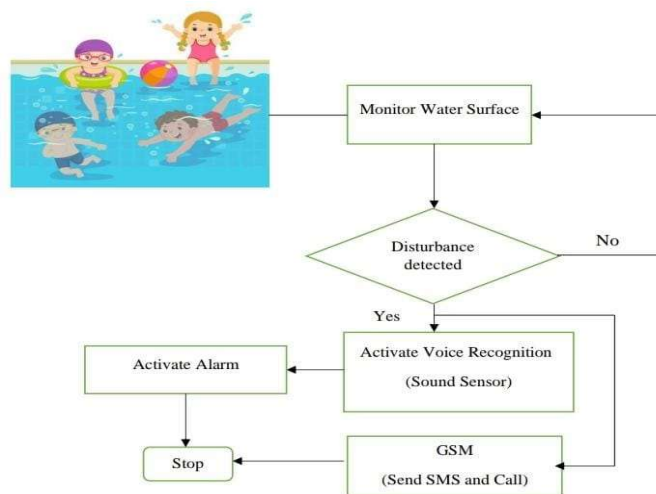 Monitor Water Surface
Disturbance
detected
No
Yes
Activate Voice Recognition
(Sound Sensor)
Activate Alarm
GSM
(Send SMS and Call)
Stop